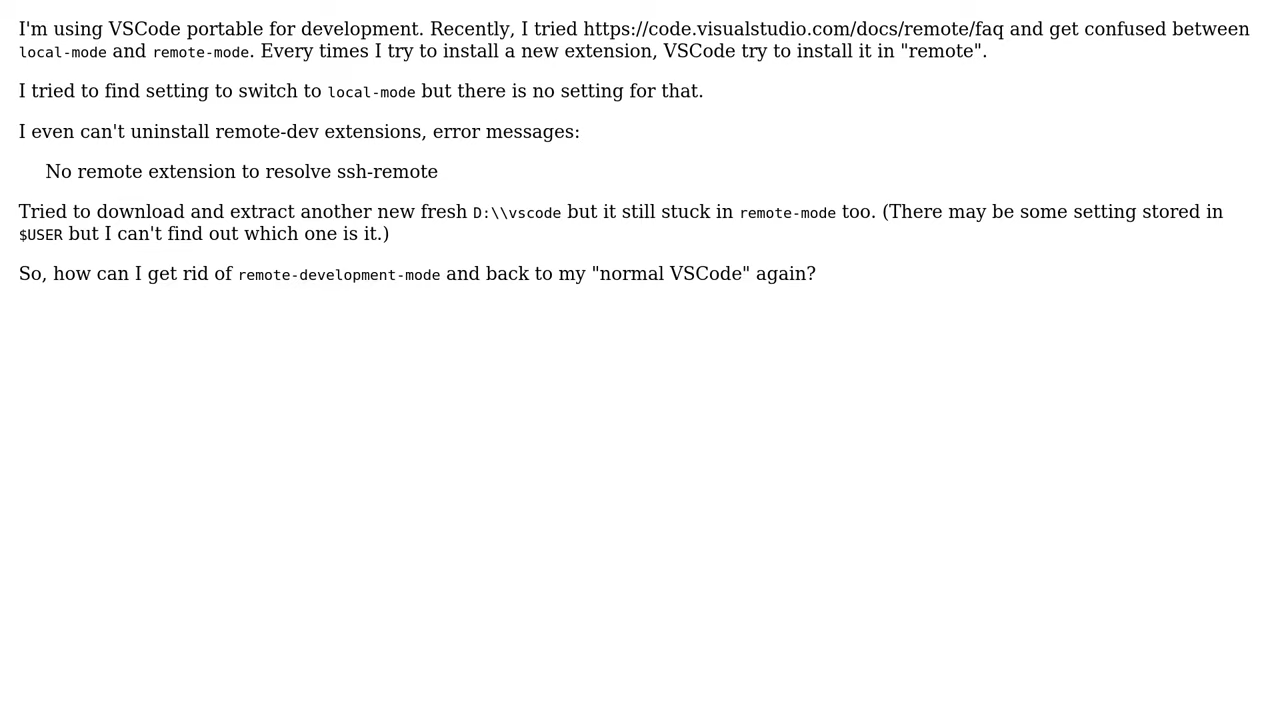 I'm using VSCode portable for development. Recently, I tried https://code.visualstudio.com/docs/remote/faq and get confused between
local-mode and remote-mode. Every times I try to install a new extension, VSCode try to install it in "remote".
I tried to find setting to switch to local-mode but there is no setting for that.
I even can't uninstall remote-dev extensions, error messages:
No remote extension to resolve ssh-remote
Tried to download and extract another new fresh D:\\vscode but it still stuck in remote-mode too. (There may be some setting stored in
$USER but I can't find out which one is it.)
So, how can I get rid of remote-development-mode and back to my "normal VSCode" again?